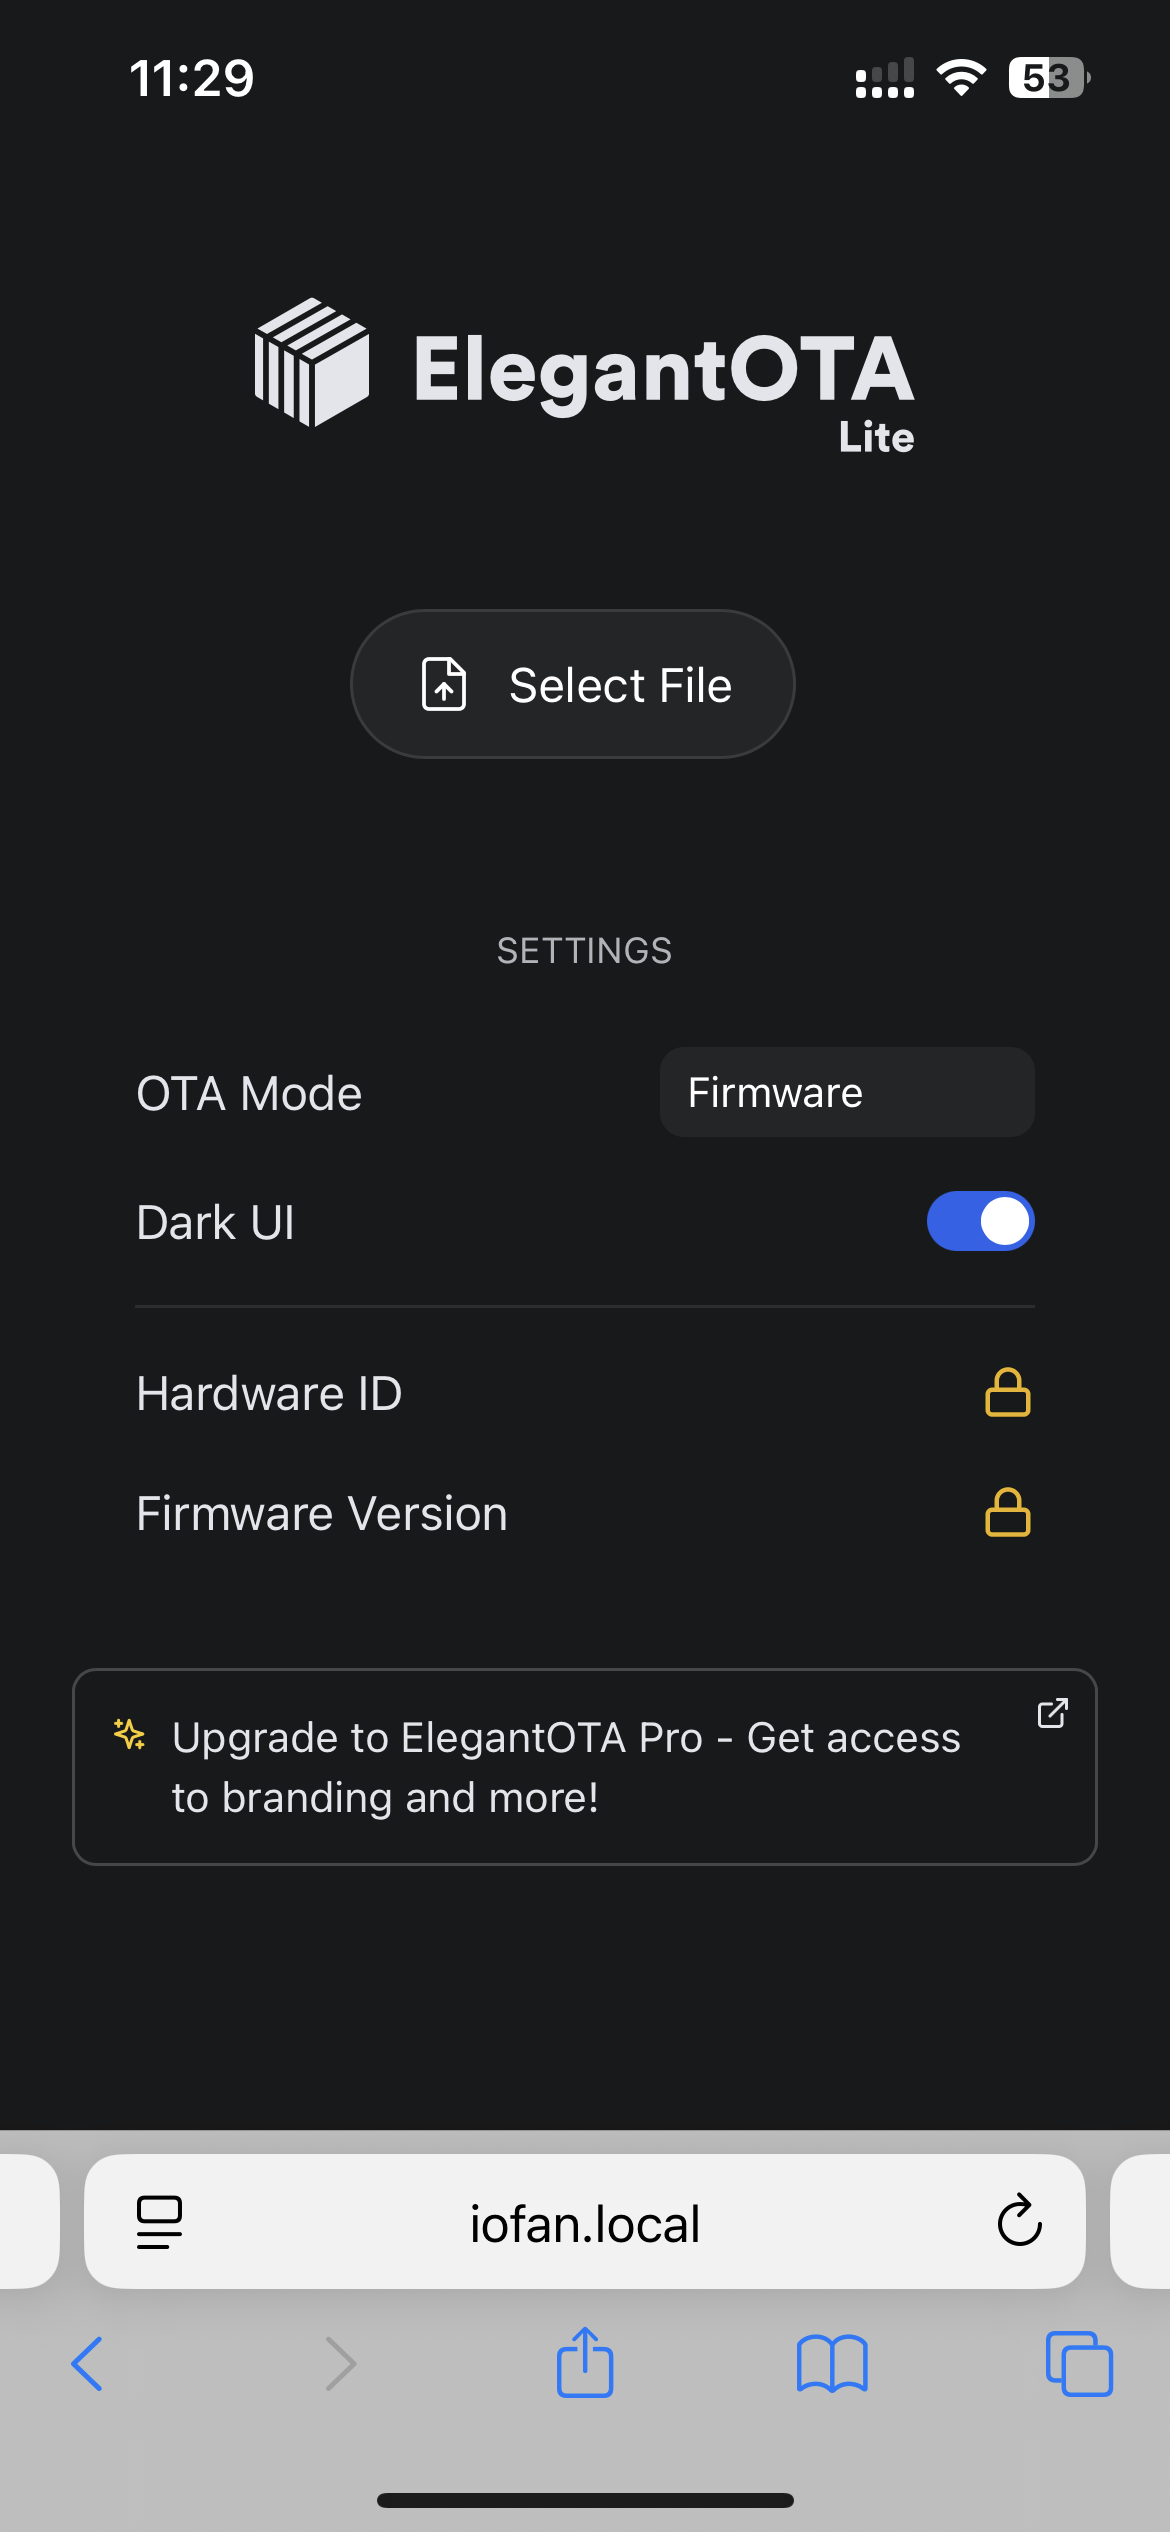 11:29
53
ElegantOTA
Lite
Select File
SETTINGS
OTA Mode
Firmware
Dark UI
Hardware ID
Firmware Version
Upgrade to ElegantOTA Pro - Get access
to branding and more!
iofan.local